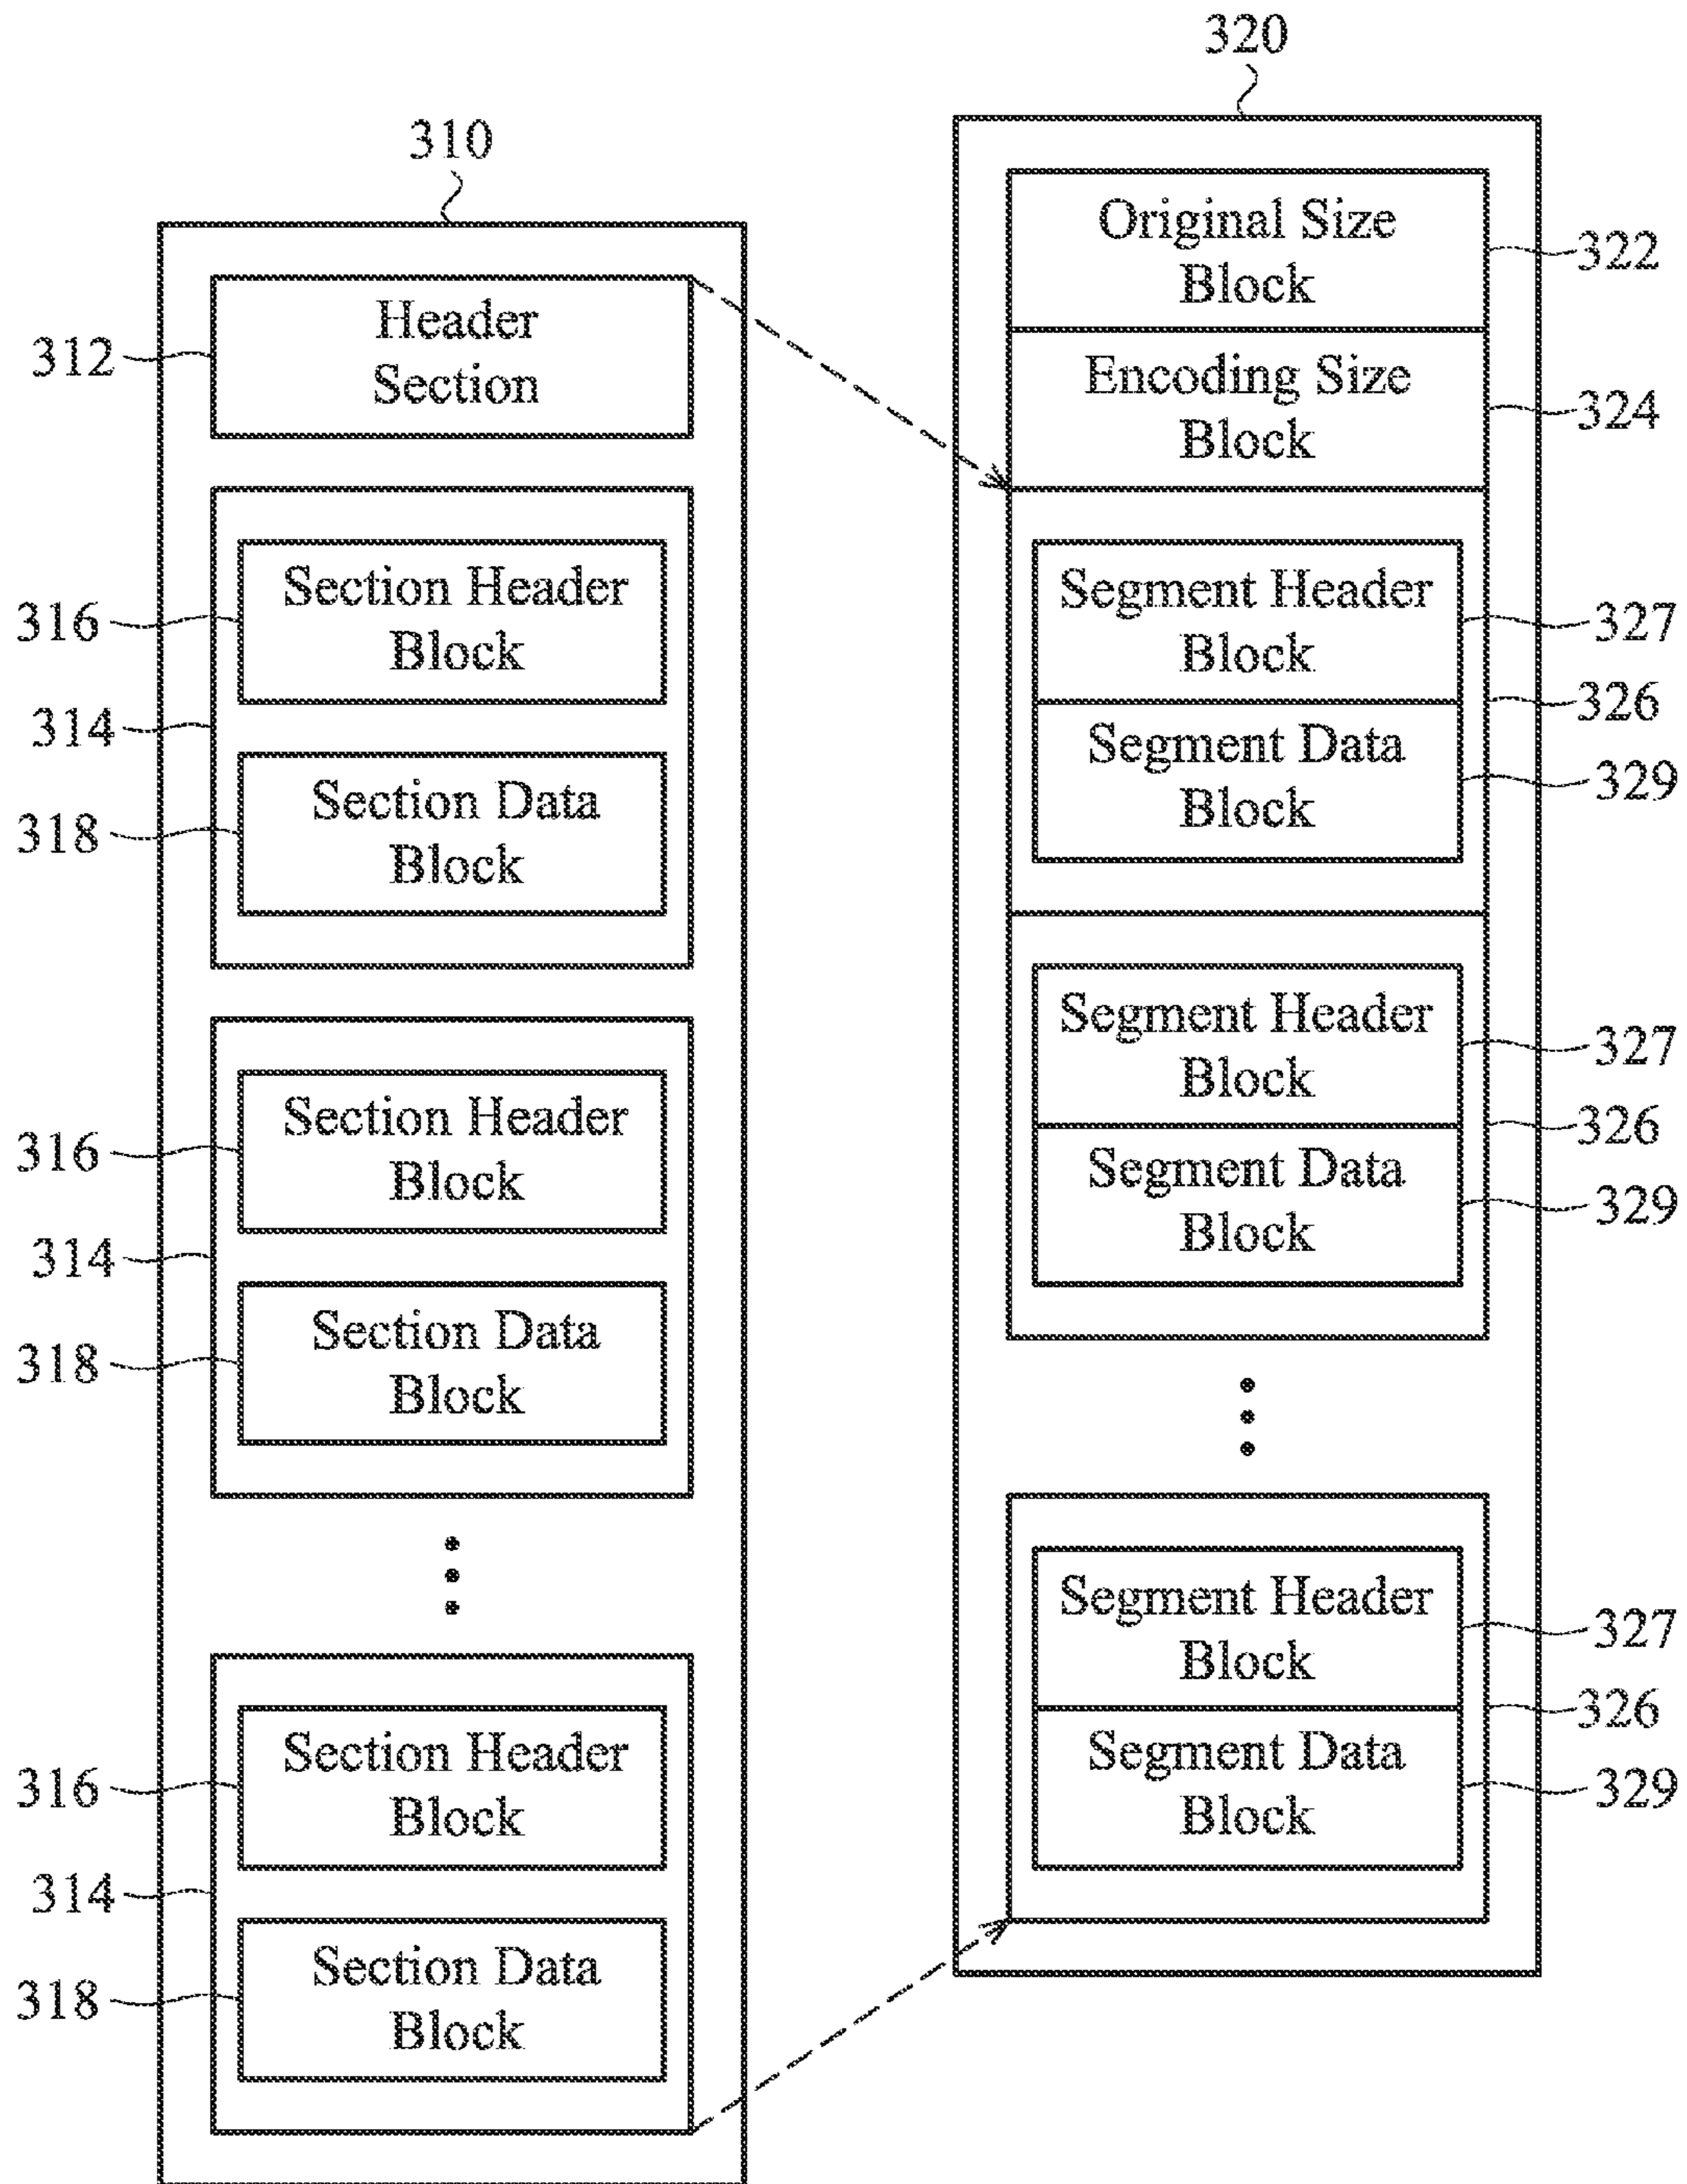 310
312
Header
Section
316
Section Header
Block
314
318
Section Data
Block
316
Section Header
Block
314
318
Section Data
Block
316
Section Header
Block
314
318
Section Data
Block
320
Original Size
Block
322
Encoding Size
Block
324
Segment Header
Block
327
326
Segment Data
Block
329
Segment Header
Block
327
326
Segment Data
Block
329
Segment Header
Block
327
326
Segment Data
Block
329